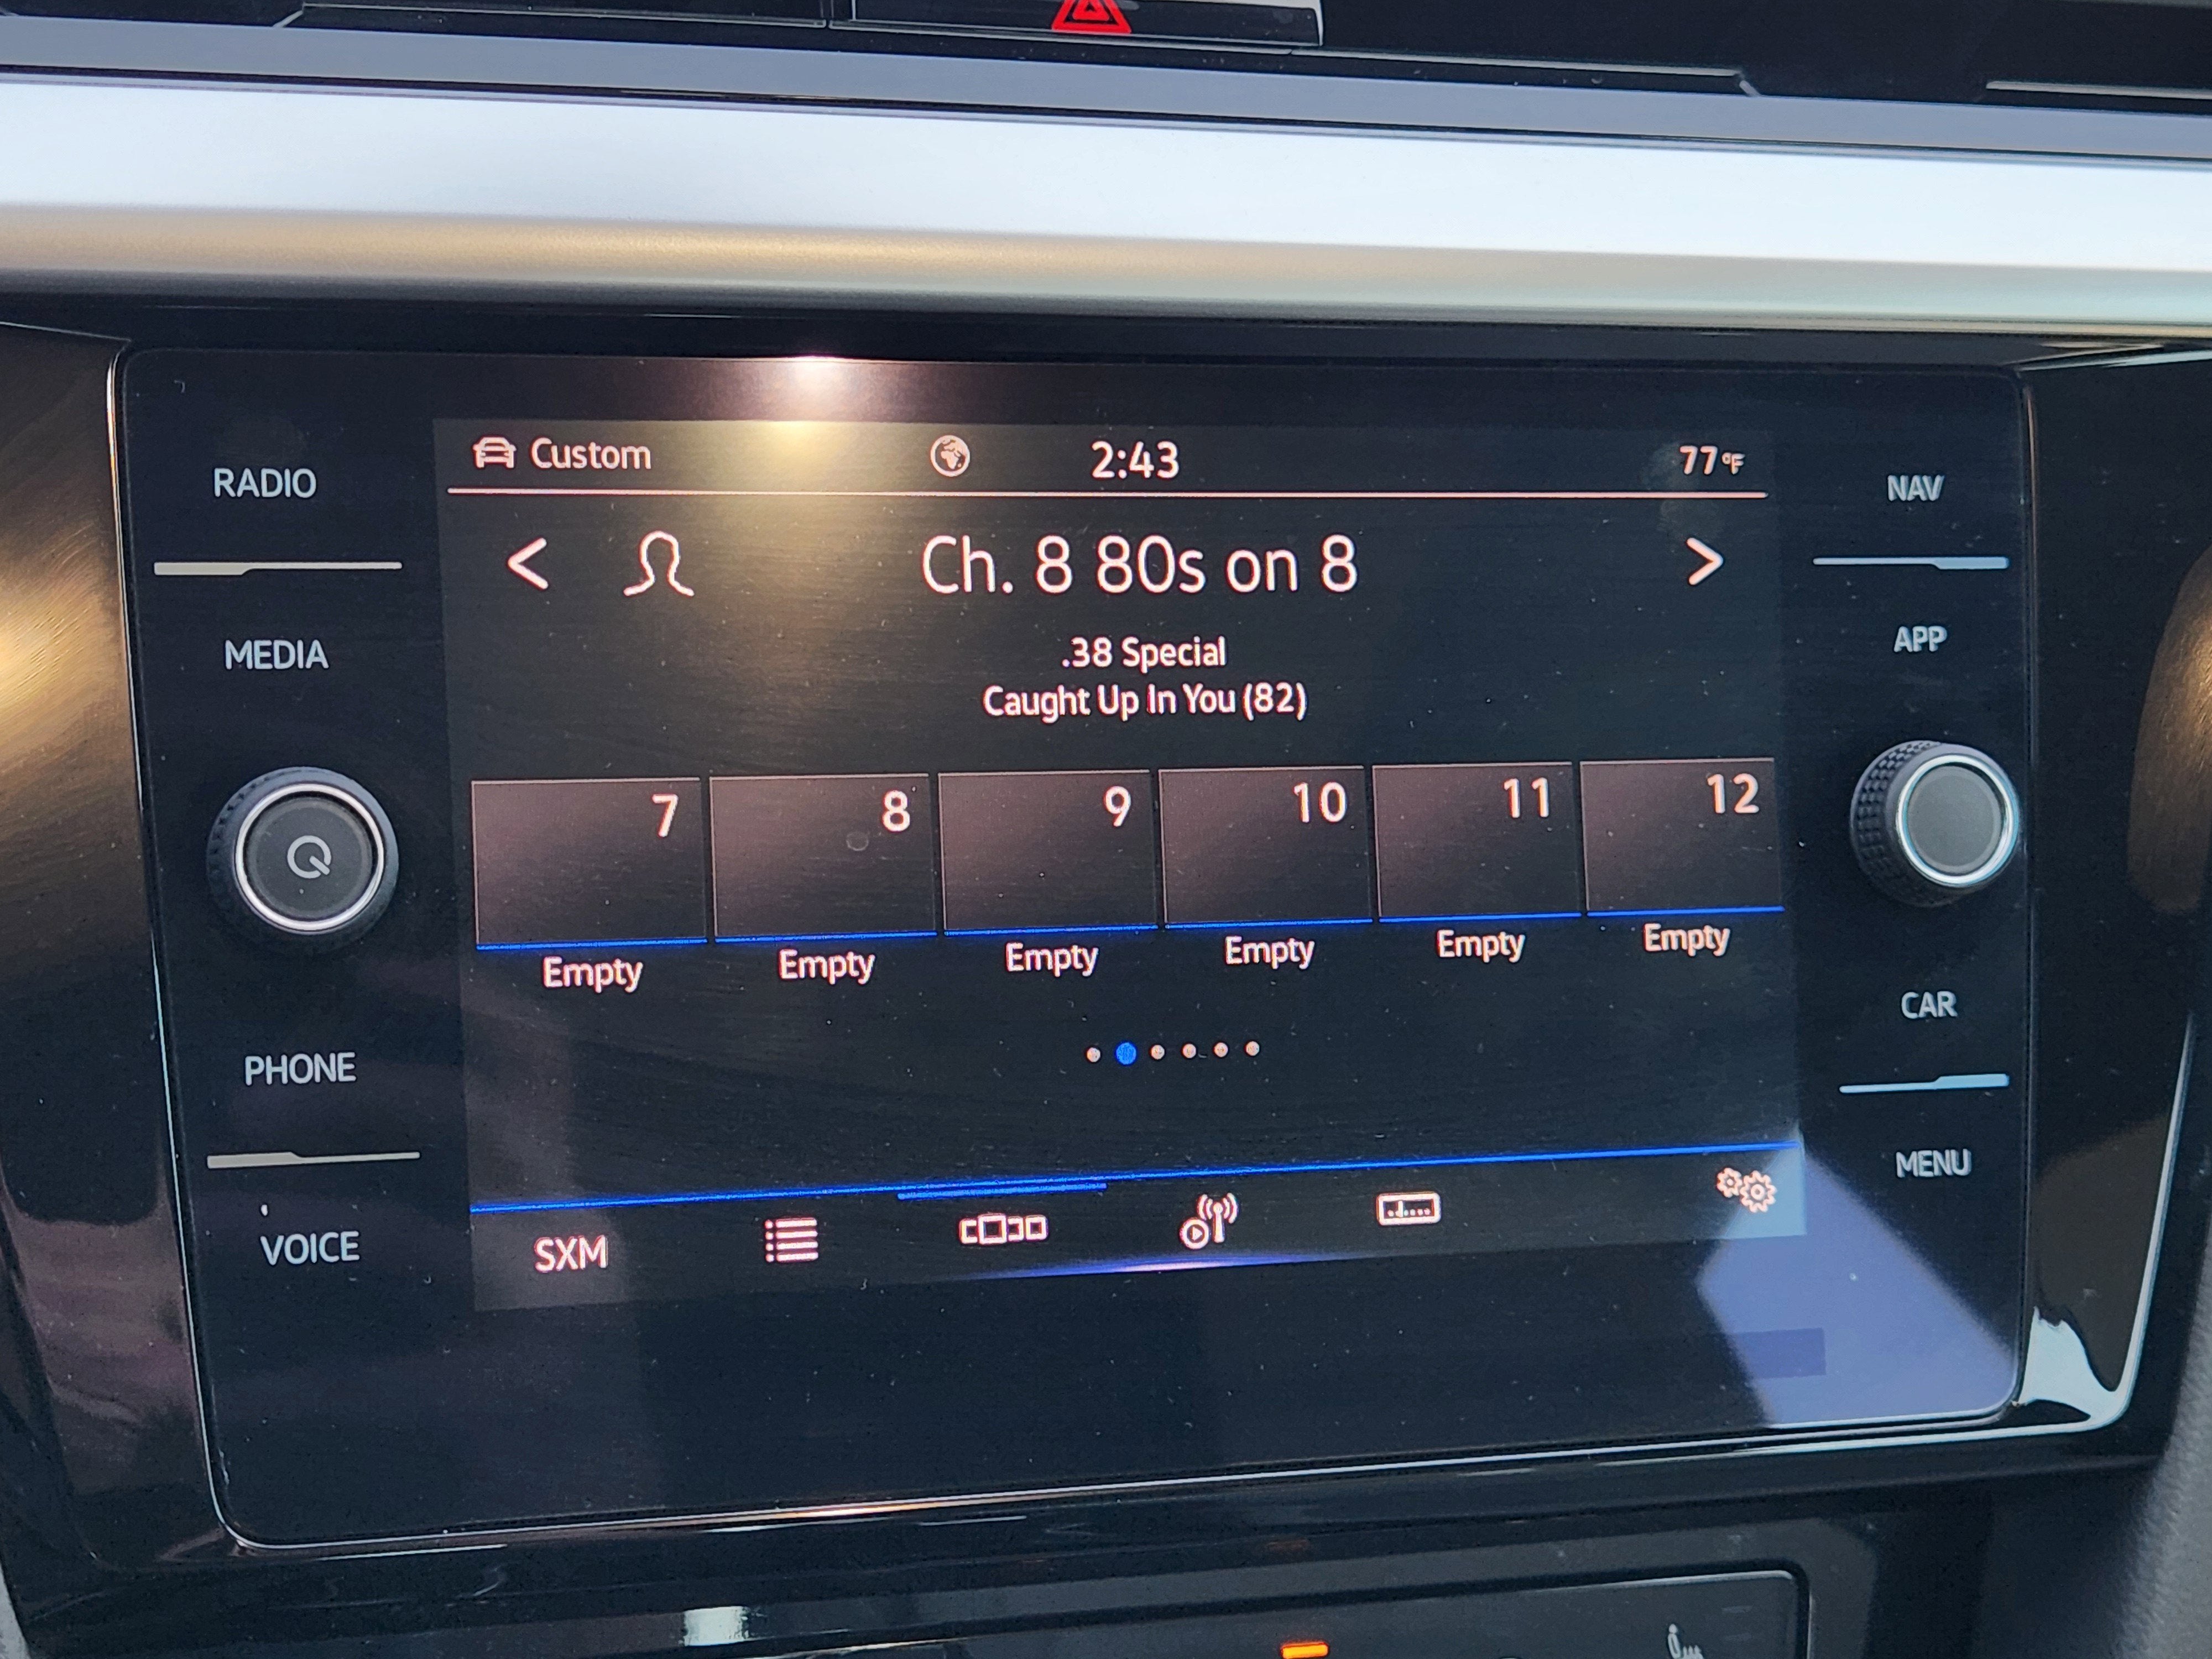 Custom
2:43
77°F
RADIO
NAV
< Ch. 8 80s on 8 >
MEDIA
APP
.38 Special
Caught Up In You (82)
7 8 9 10 11 12
Empty Empty Empty Empty Empty Empty
PHONE
CAR
VOICE
MENU
SXM